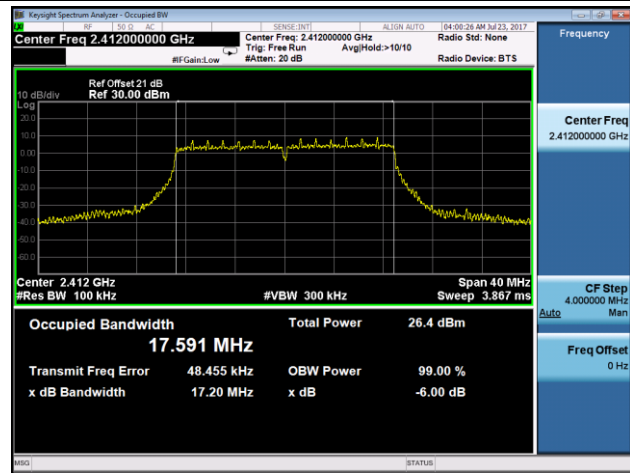 Keysight Spectrum Analyzer - Occupied BW
RF 50 Ω AC SENSE:INT ALIGN AUTO 04:00:26 AM Jul 23, 2017
Center Freq 2.412000000 GHz
Center Freq: 2.412000000 GHz
Radio Std: None
Trig: Free Run Avg|Hold:>10/10
#IFGain:Low #Atten: 20 dB Radio Device: BTS
Frequency
Ref Offset 21 dB
10 dB/div Ref 30.00 dBm
Log
20.0
10.0
0.00
-10.0
-20.0
-30.0
-40.0
-50.0
-60.0
Center 2.412 GHz Span 40 MHz
#Res BW 100 kHz #VBW 300 kHz Sweep 3.867 ms
Occupied Bandwidth Total Power 26.4 dBm
17.591 MHz
Transmit Freq Error 48.455 kHz OBW Power 99.00 %
x dB Bandwidth 17.20 MHz x dB -6.00 dB
Center Freq
2.412000000 GHz
CF Step
4.000000 MHz
Auto Man
Freq Offset
0 Hz
MSG STATUS